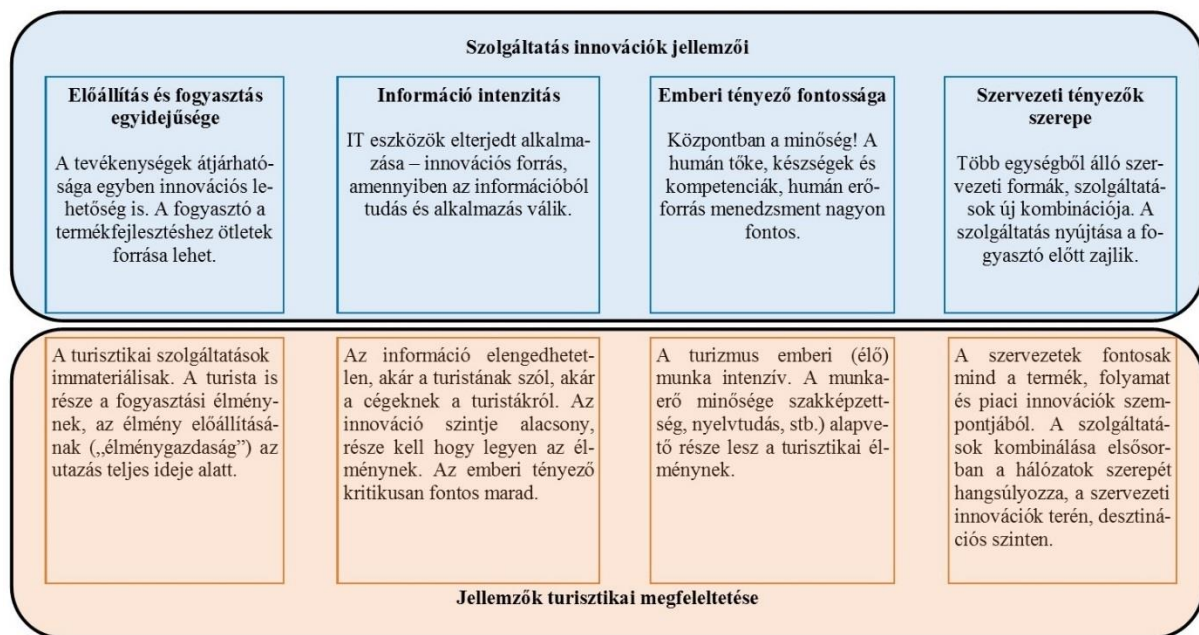 Szolgáltatás innovációk jellemzői
Előállítás és fogyasztás
egyidejűsége
A tevékenységek átjárható-
sága egyben innovációs le-
hetőség is. A fogyasztó a
termékfejlesztéshez ötletek
forrása lehet.
Információ intenzitás
IT eszközök elterjedt alkalma-
zása – innovációs forrás,
amennyiben az információból
tudás és alkalmazás válik.
Emberi tényező fontossága
Központban a minőség! A
humán tőke, készségek és
kompetenciák, humán erő-
forrás menedzsment nagyon
fontos.
Szervezeti tényezők
szerepe
Több egységből álló szer-
vezeti formák, szolgáltatá-
sok új kombinációja. A
szolgáltatás nyújtása a fo-
gyasztó előtt zajlik.
A turisztikai szolgáltatások
immateriálisak. A turista is
része a fogyasztási élmény-
nek, az élmény előállításá-
nak („élménygazdaság”) az
utazás teljes ideje alatt.
Az információ elengedhetet-
len, akár a turistának szól, akár
a cégeknek a turistákról. Az
innováció szintje alacsony,
része kell hogy legyen az él-
ménynek. Az emberi tényező
kritikusan fontos marad.
A turizmus emberi (élő)
munka intenzív. A munka-
erő minősége szakképzett-
ség, nyelvtudás, stb.) alapve-
tő része lesz a turisztikai él-
ménynek.
A szervezetek fontosak
mind a termék, folyamat
és piaci innovációk szem-
pontjából. A szolgáltatá-
sok kombinálása elsősor-
ban a hálózatok szerepét
hangsúlyozza, a szervezeti
innovációk terén, desztiná-
ciós szinten.
Jellemzők turisztikai megfeleltetése